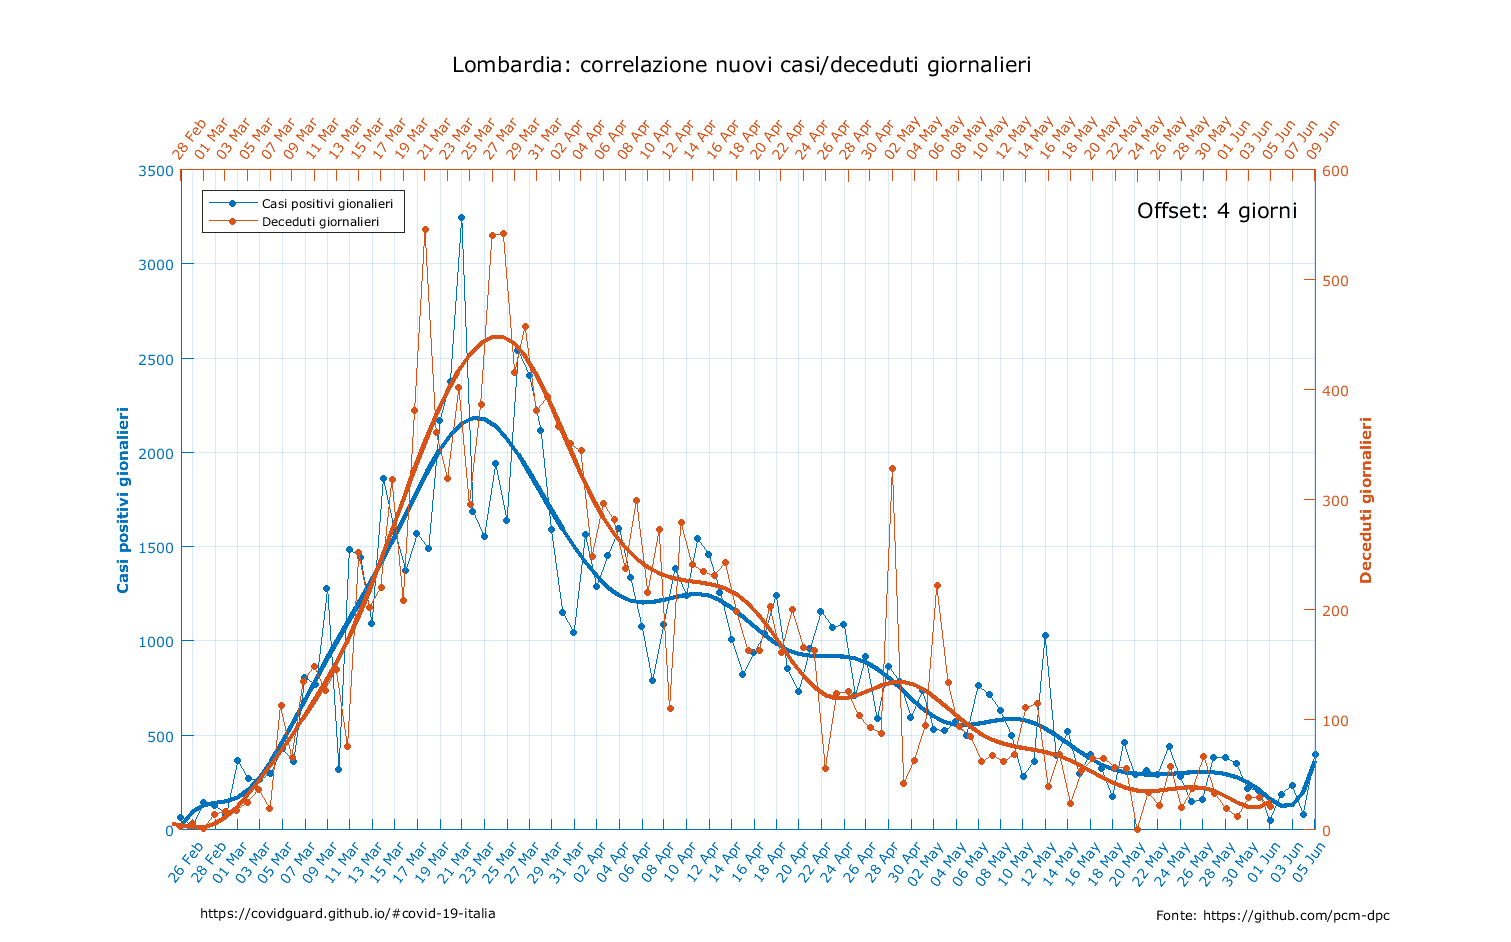 Lombardia: correlazione nuovi casi/deceduti giornalieri
28 Feb 01 Mar 03 Mar 05 Mar 07 Mar 09 Mar 11 Mar 13 Mar 15 Mar 17 Mar 19 Mar 21 Mar 23 Mar 25 Mar 27 Mar 29 Mar 31 Mar 02 Apr 04 Apr 06 Apr 08 Apr 10 Apr 12 Apr 14 Apr 16 Apr 18 Apr 20 Apr 22 Apr 24 Apr 26 Apr 28 Apr 30 Apr 02 May 04 May 06 May 08 May 10 May 12 May 14 May 16 May 18 May 20 May 22 May 24 May 26 May 28 May 30 May 01 Jun 03 Jun 05 Jun 07 Jun 09 Jun
3500
3000
2500
2000
1500
1000
500
0
Casi positivi gionalieri
Casi positivi gionalieri
Deceduti giornalieri
Offset: 4 giorni
600
500
400
300
200
100
0
Deceduti giornalieri
26 Feb 28 Feb 01 Mar 03 Mar 05 Mar 07 Mar 09 Mar 11 Mar 13 Mar 15 Mar 17 Mar 19 Mar 21 Mar 23 Mar 25 Mar 27 Mar 29 Mar 31 Mar 02 Apr 04 Apr 06 Apr 08 Apr 10 Apr 12 Apr 14 Apr 16 Apr 18 Apr 20 Apr 22 Apr 24 Apr 26 Apr 28 Apr 30 Apr 02 May 04 May 06 May 08 May 10 May 12 May 14 May 16 May 18 May 20 May 22 May 24 May 26 May 28 May 30 May 01 Jun 03 Jun 05 Jun
https://covidguard.github.io/#covid-19-italia
Fonte: https://github.com/pcm-dpc